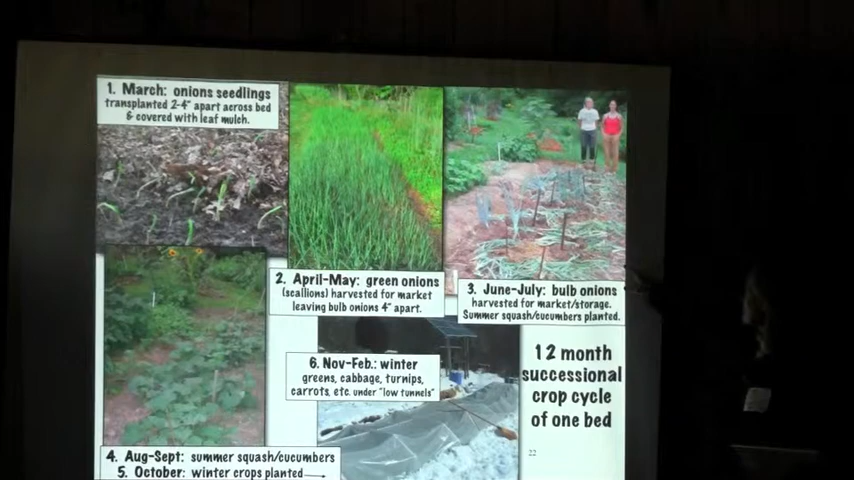 1. March: onions seedlings
transplanted 2-4" apart across bed
& covered with leaf mulch.
2. April-May: green onions
(scallions) harvested for market
leaving bulb onions 4" apart.
3. June-July: bulb onions
harvested for market/storage.
Summer squash/cucumbers planted.
6. Nov-Feb.: winter
greens, cabbage, turnips,
carrots, etc. under "low tunnels"
12 month
successional
crop cycle
of one bed
4. Aug-Sept: summer squash/cucumbers
5. October: winter crops planted
22